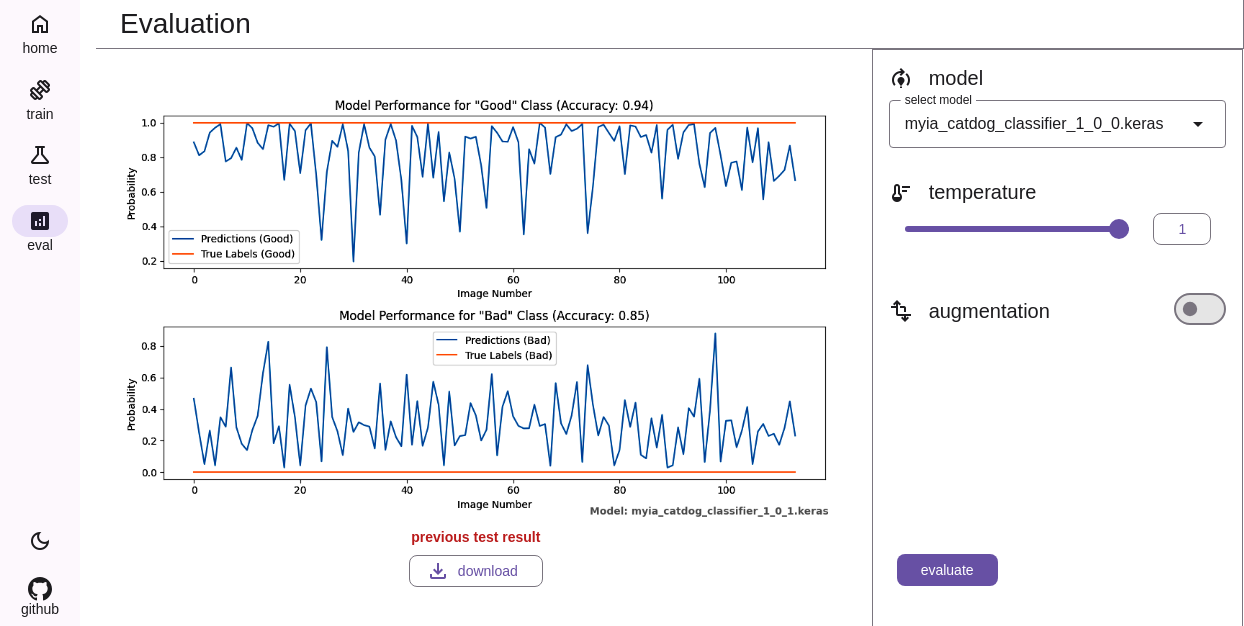 Evaluation
home
train
test
eval
github
Model Performance for "Good" Class (Accuracy: 0.94)
Probability
1.0
0.8
0.6
0.4
0.2
Predictions (Good)
True Labels (Good)
0 20 40 60 80 100
Image Number
Model Performance for "Bad" Class (Accuracy: 0.85)
Probability
0.8
0.6
0.4
0.2
0.0
Predictions (Bad)
True Labels (Bad)
0 20 40 60 80 100
Image Number
Model: myia_catdog_classifier_1_0_1.keras
previous test result
download
model
select model
myia_catdog_classifier_1_0_0.keras
temperature
1
augmentation
evaluate